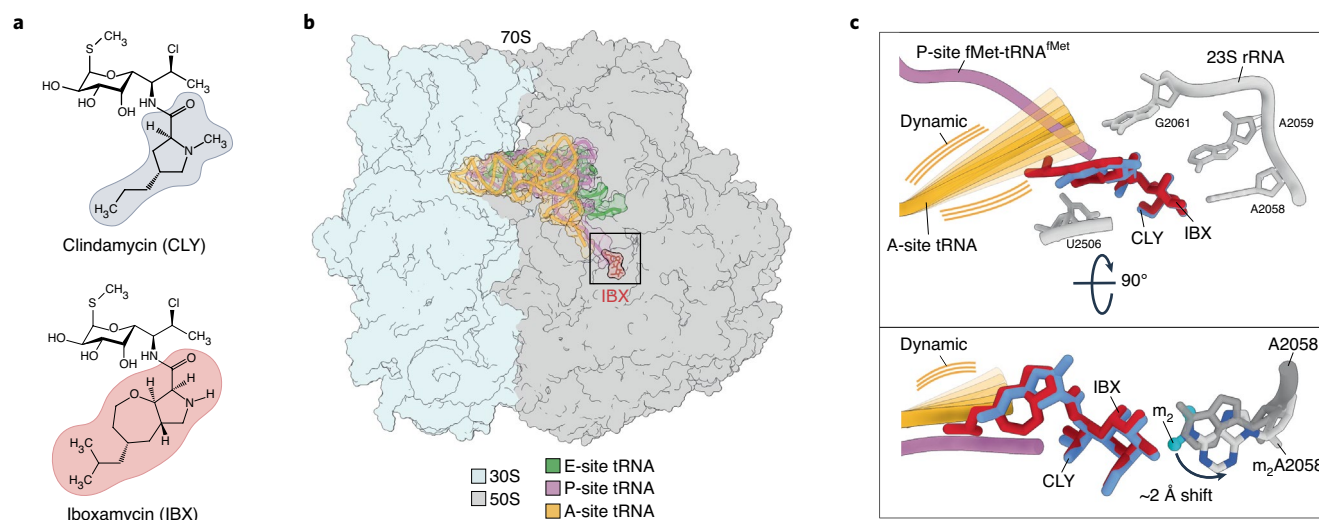 a
S
CH3
Cl
O
CH3
HO
HO
OH
HN
O
H
N
CH3
H3C
Clindamycin (CLY)
S
CH3
Cl
O
CH3
HO
HO
OH
HN
O
H
H
O
N
H
H
H3C
CH3
Iboxamycin (IBX)
b
70S
IBX
30S
50S
E-site tRNA
P-site tRNA
A-site tRNA
c
P-site fMet-tRNAfMet
23S rRNA
Dynamic
G2061
A2059
A2058
U2506
CLY
IBX
A-site tRNA
90°
Dynamic
A2058
IBX
m2
m2A2058
CLY
~2 Å shift